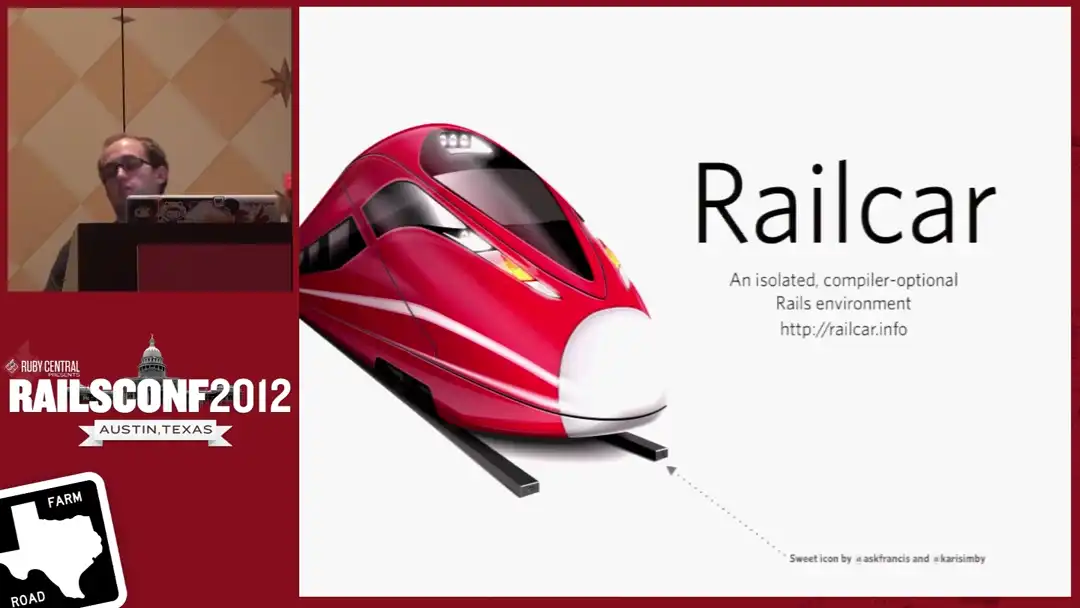 Railcar
An isolated, compiler-optional
Rails environment
http://railcar.info
Sweet icon by @askfrancis and @karisimby
RUBY CENTRAL
PRESENTS
RAILSCONF2012
AUSTIN, TEXAS
FARM
ROAD